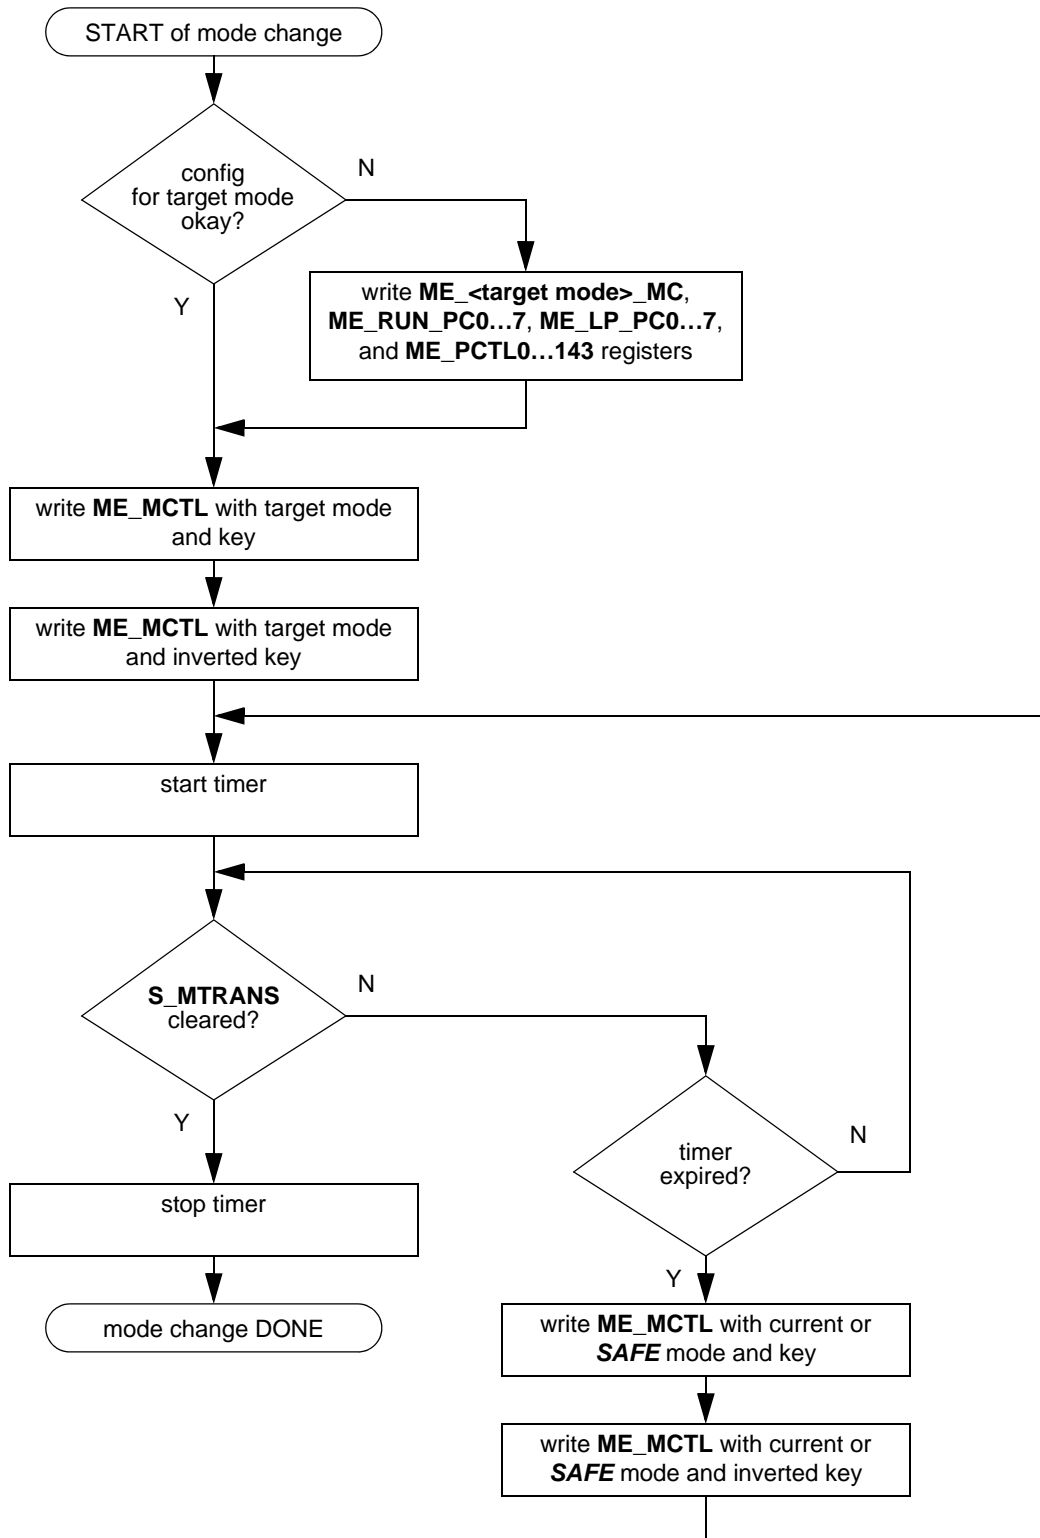 START of mode change
config
for target mode
okay?
N
Y
write ME_<target mode>_MC,
ME_RUN_PC0…7, ME_LP_PC0…7,
and ME_PCTL0…143 registers
write ME_MCTL with target mode
and key
write ME_MCTL with target mode
and inverted key
start timer
S_MTRANS
cleared?
N
Y
timer
expired?
N
Y
stop timer
mode change DONE
write ME_MCTL with current or
SAFE mode and key
write ME_MCTL with current or
SAFE mode and inverted key